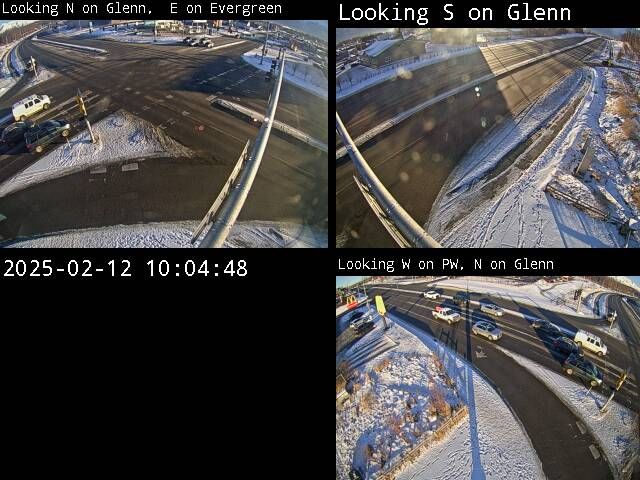 Looking N on Glenn,  E on Evergreen
Looking S on Glenn
2025-02-12 10:04:48
Looking W on PW, N on Glenn